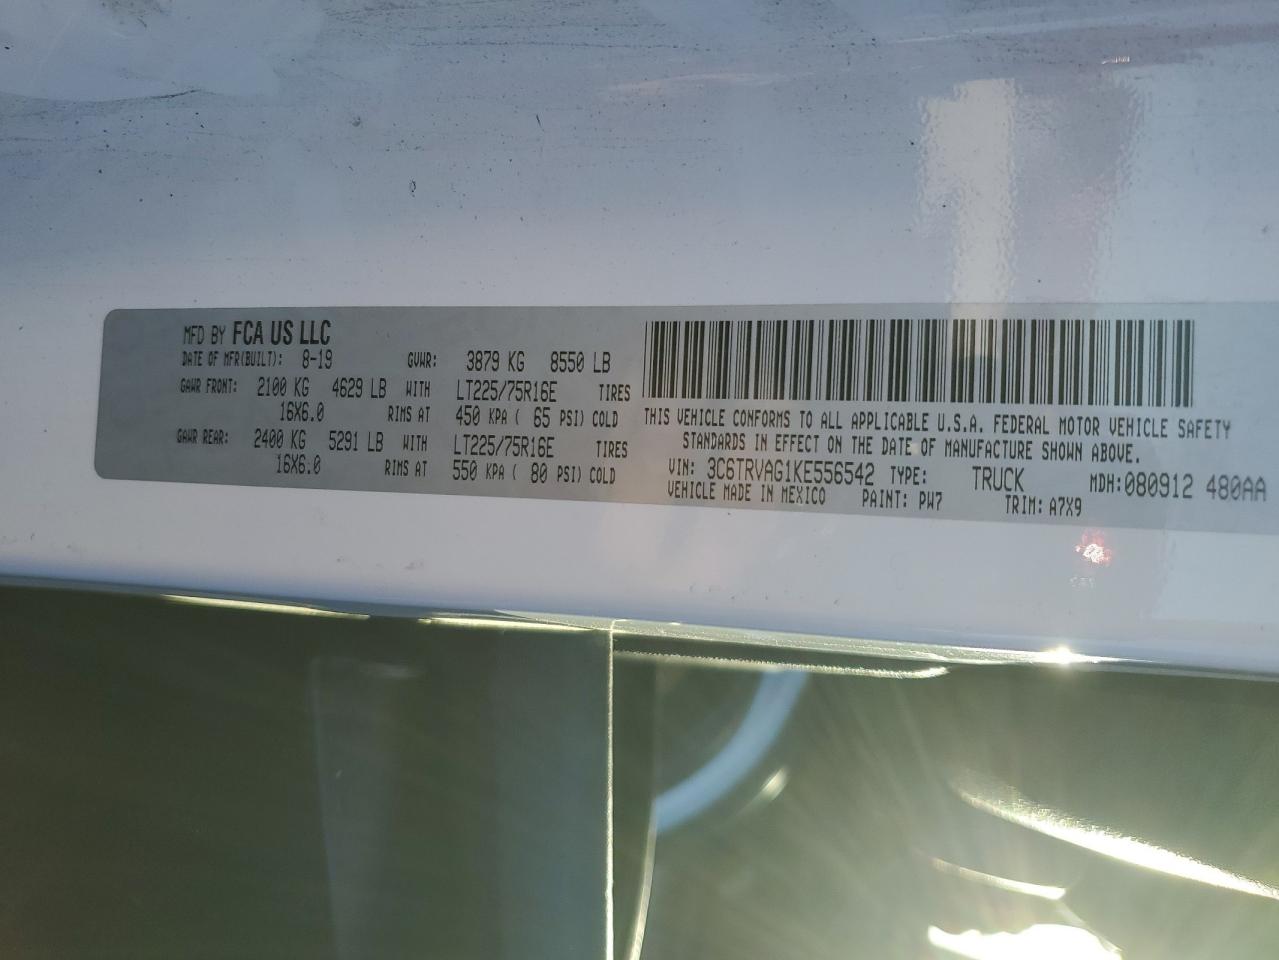 MFD BY FCA US LLC
DATE OF MFR(BUILT): 8-19 GVWR: 3879 KG 8550 LB
GAWR FRONT: 2100 KG 4629 LB WITH LT225/75R16E TIRES
16X6.0 RIMS AT 450 KPA ( 65 PSI) COLD
GAWR REAR: 2400 KG 5291 LB WITH LT225/75R16E TIRES
16X6.0 RIMS AT 550 KPA ( 80 PSI) COLD
THIS VEHICLE CONFORMS TO ALL APPLICABLE U.S.A. FEDERAL MOTOR VEHICLE SAFETY
STANDARDS IN EFFECT ON THE DATE OF MANUFACTURE SHOWN ABOVE.
VIN: 3C6TRVAG1KE556542 TYPE: TRUCK MDH: 080912 480AA
VEHICLE MADE IN MEXICO PAINT: PW7 TRIM: A7X9